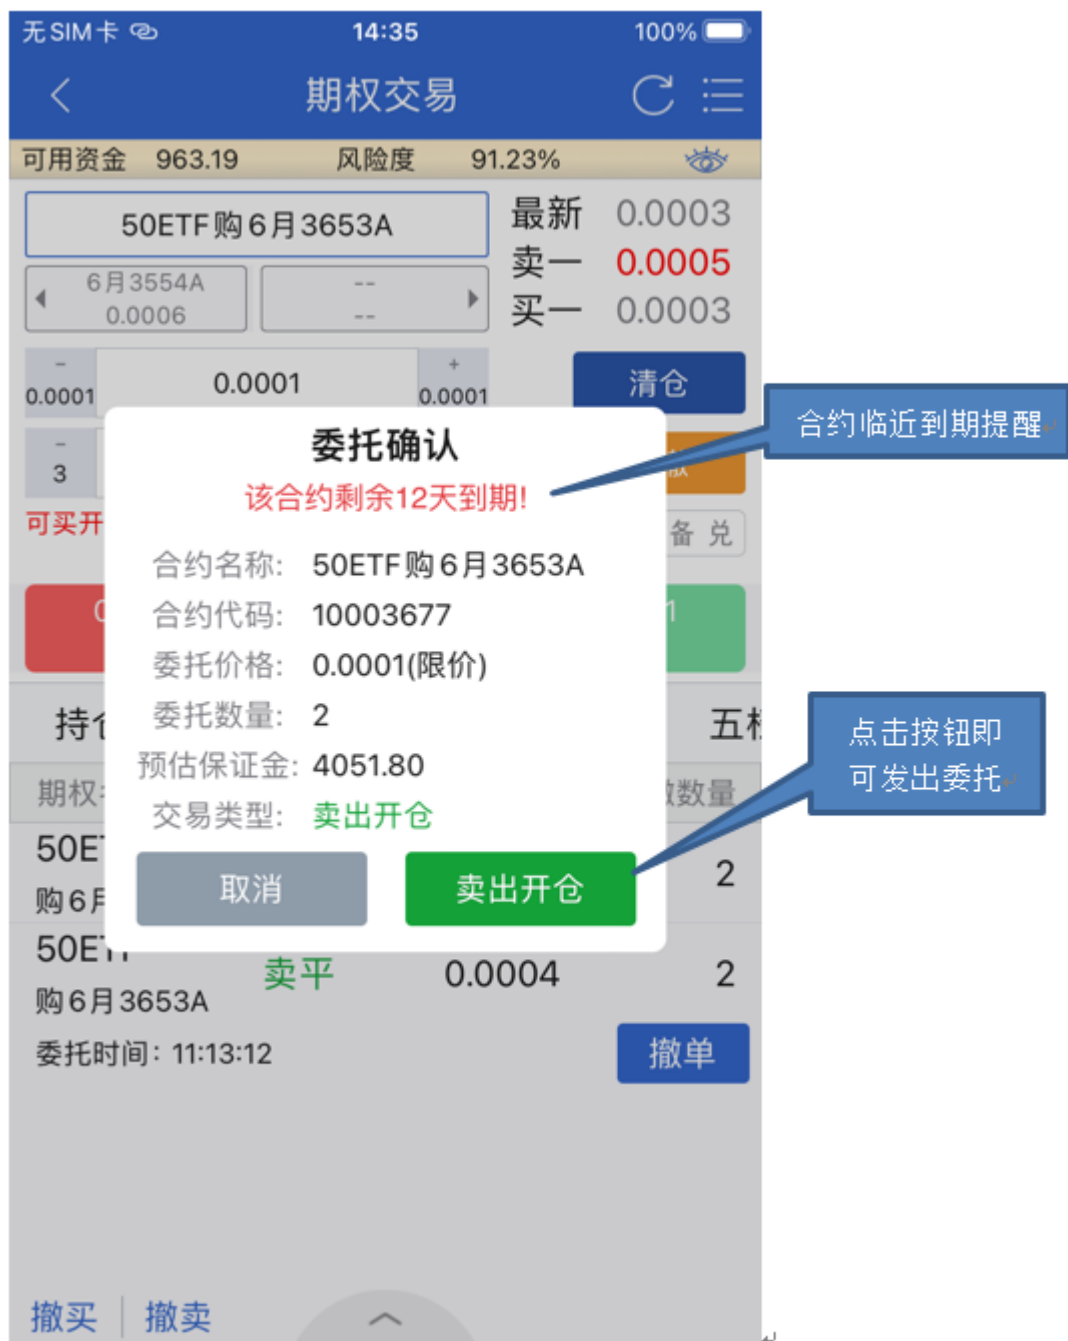 无SIM卡 14:35 100%
期权交易
可用资金 963.19 风险度 91.23%
50ETF购6月3653A
最新 0.0003
卖一 0.0005
买一 0.0003
6月3554A
0.0006
--
--
-
0.0001
0.0001
+
0.0001
清仓
-
3
合约临近到期提醒
委托确认
该合约剩余12天到期!
可买开
备兑
合约名称: 50ETF购6月3653A
合约代码: 10003677
委托价格: 0.0001(限价)
委托数量: 2
预估保证金: 4051.80
交易类型: 卖出开仓
取消
卖出开仓
点击按钮即
可发出委托
持
期权
数量
50E
购6月
2
50ETF
购6月3653A
卖平 0.0004 2
委托时间: 11:13:12
撤单
撤买 撤卖